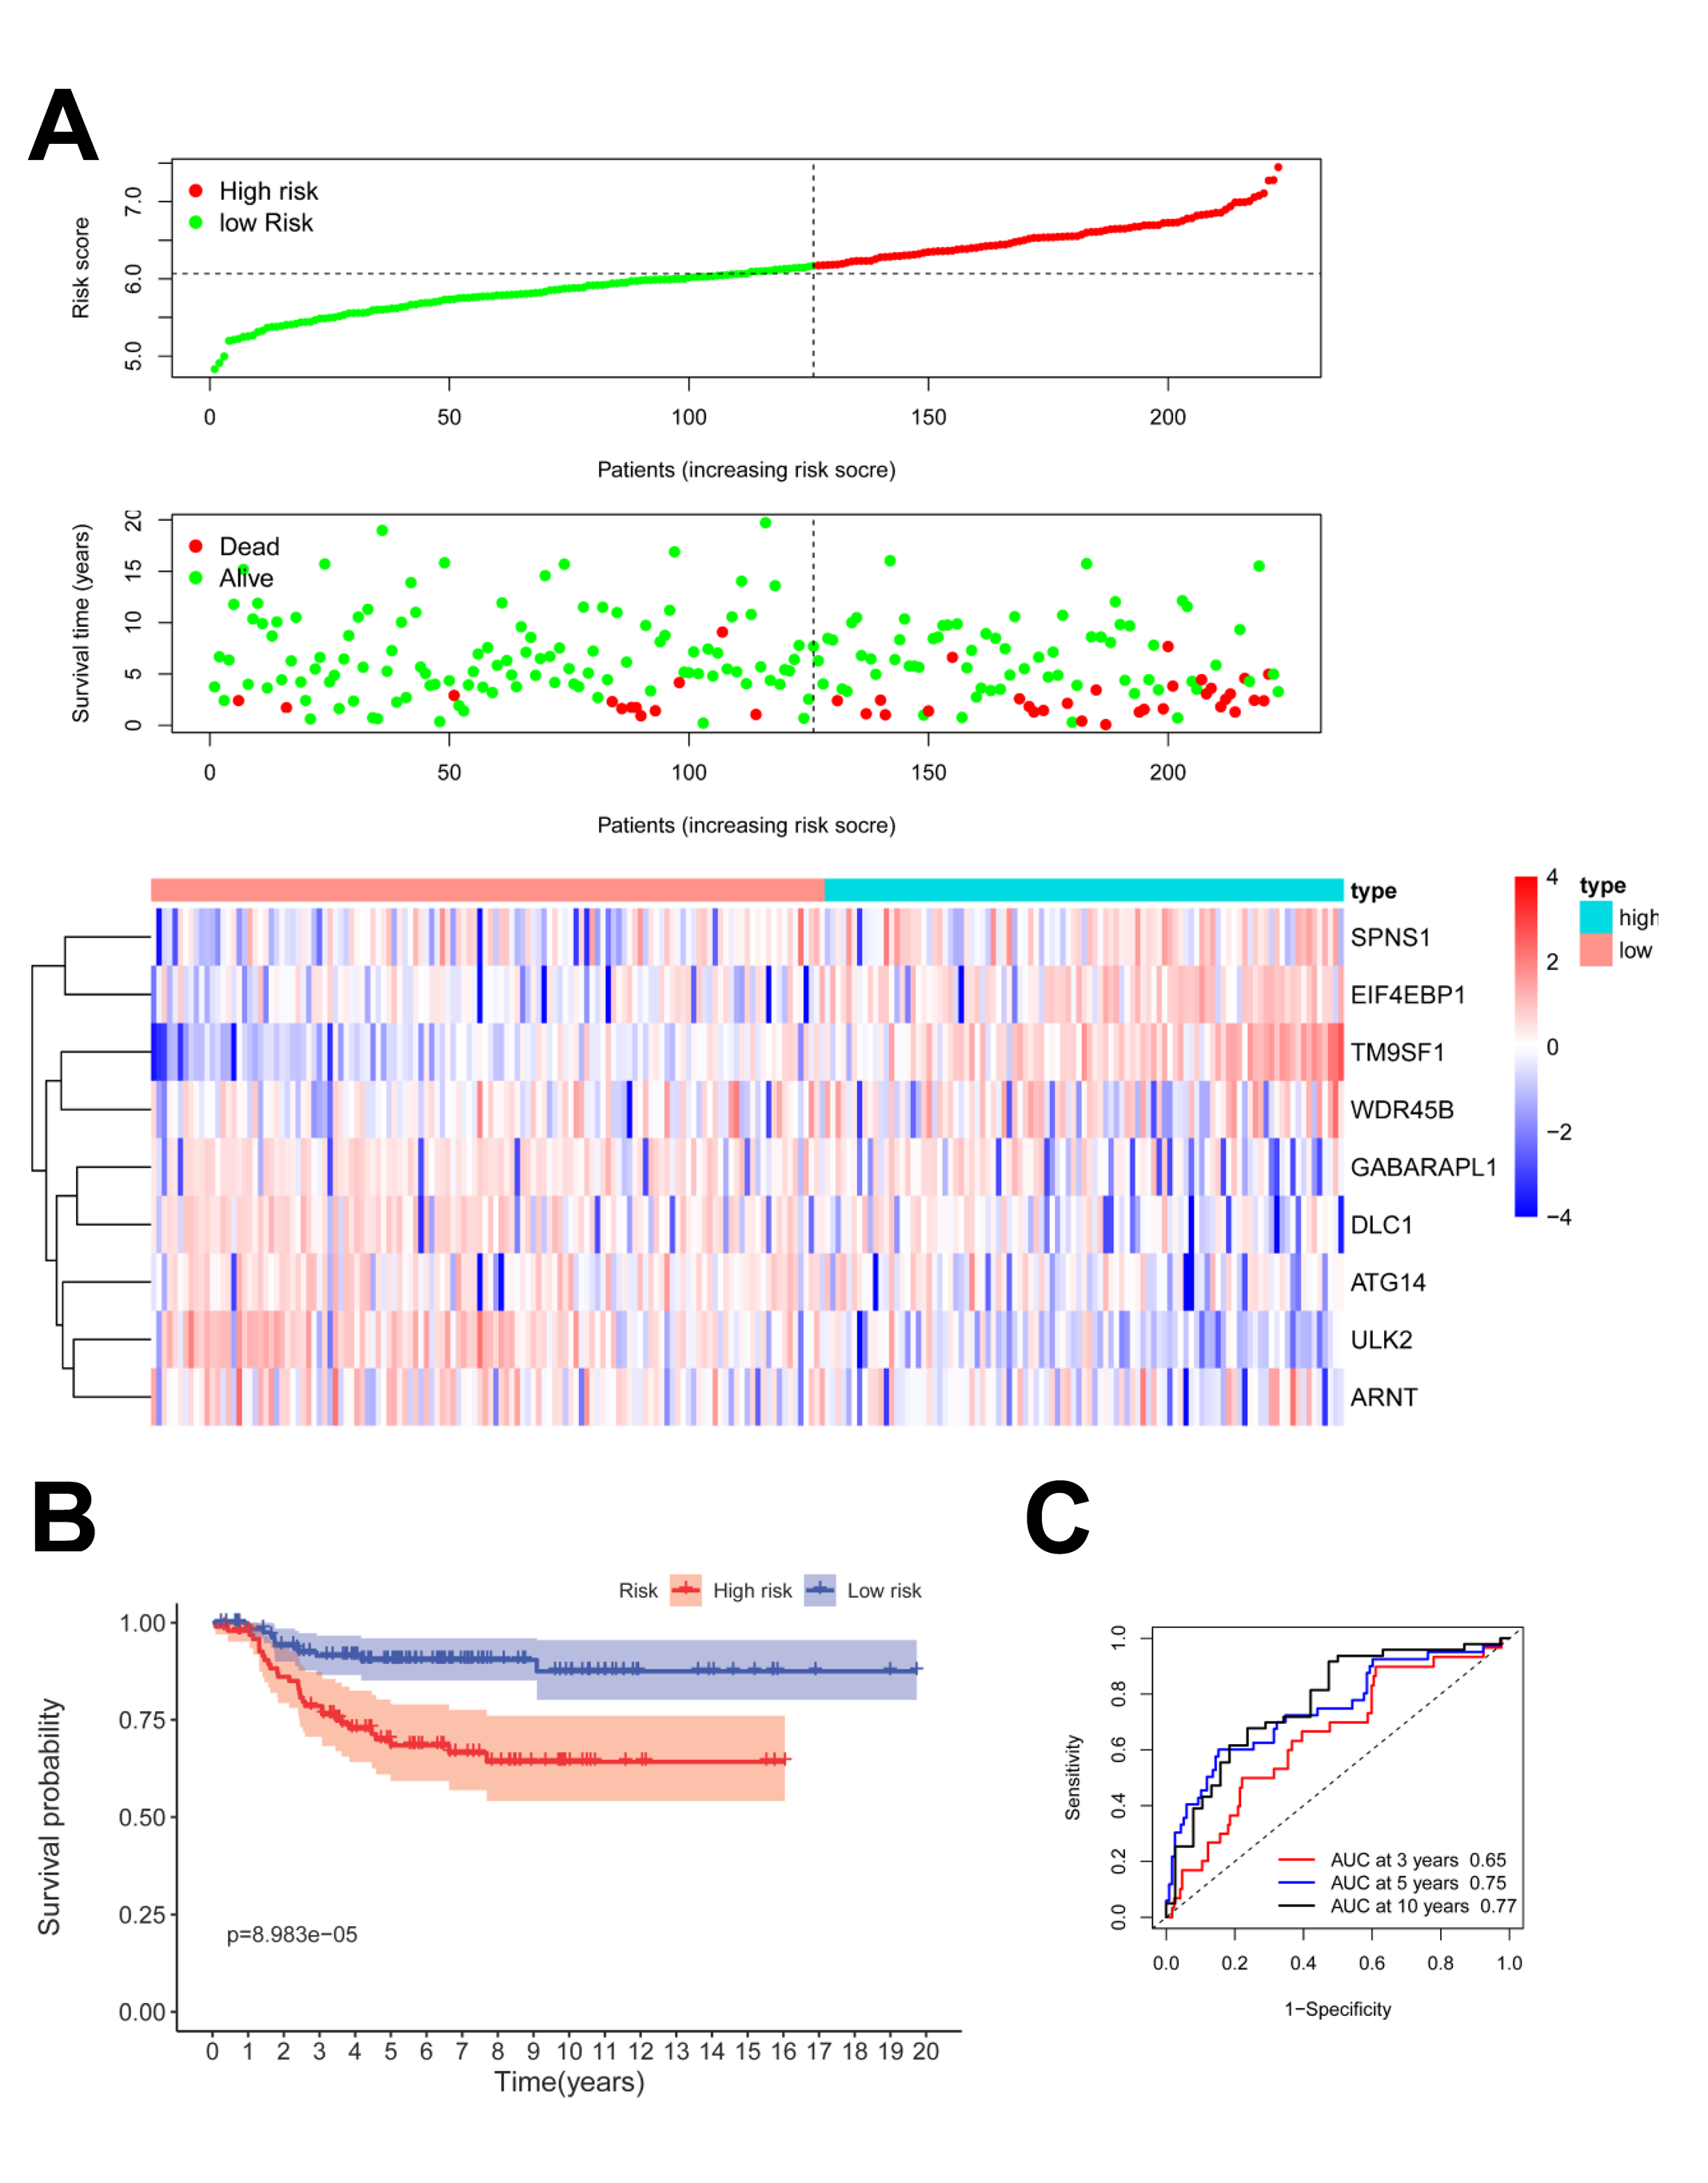 A
High risk
low Risk
Risk score
5.0 6.0 7.0
0 50 100 150 200
Patients (increasing risk socre)
Dead
Alive
Survival time (years)
0 5 10 15 20
0 50 100 150 200
Patients (increasing risk socre)
type
SPNS1
EIF4EBP1
TM9SF1
WDR45B
GABARAPL1
DLC1
ATG14
ULK2
ARNT
4
2
0
−2
−4
type
high
low
B
Risk High risk Low risk
Survival probability
1.00
0.75
0.50
0.25
0.00
p=8.983e−05
0 1 2 3 4 5 6 7 8 9 10 11 12 13 14 15 16 17 18 19 20
Time(years)
C
Sensitivity
0.0 0.2 0.4 0.6 0.8 1.0
AUC at 3 years 0.65
AUC at 5 years 0.75
AUC at 10 years 0.77
0.0 0.2 0.4 0.6 0.8 1.0
1−Specificity